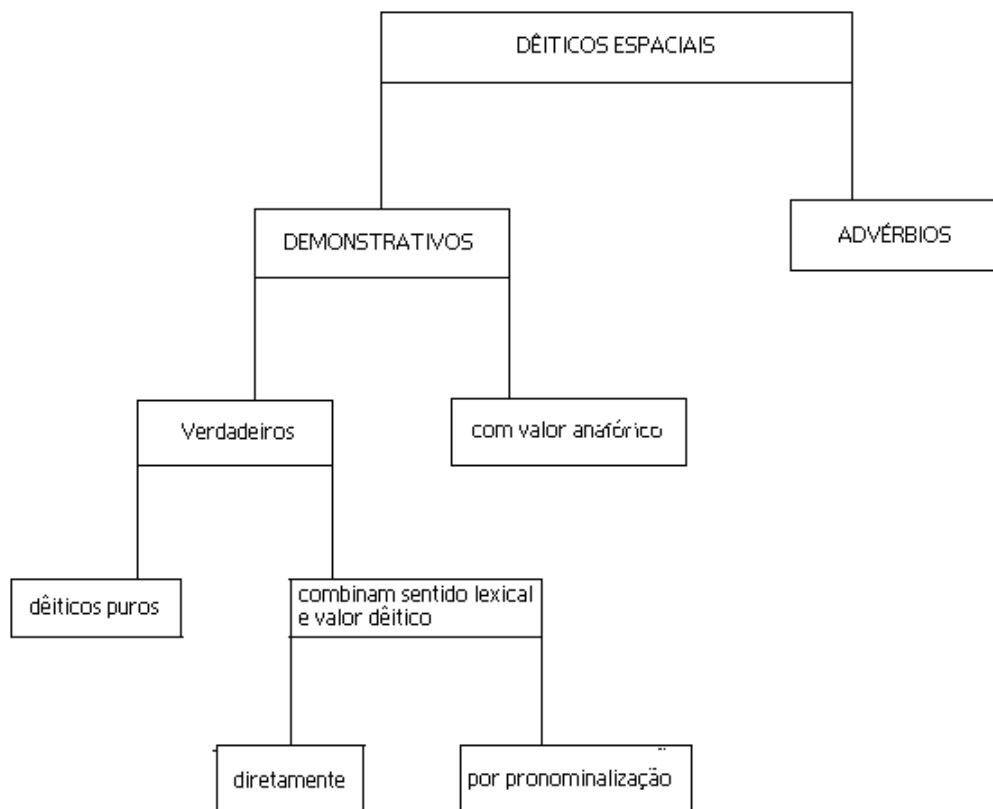 DÊITICOS ESPACIAIS
DEMONSTRATIVOS
ADVÉRBIOS
Verdadeiros
com valor anafórico
dêiticos puros
combinam sentido lexical
e valor dêitico
diretamente
por pronominalização